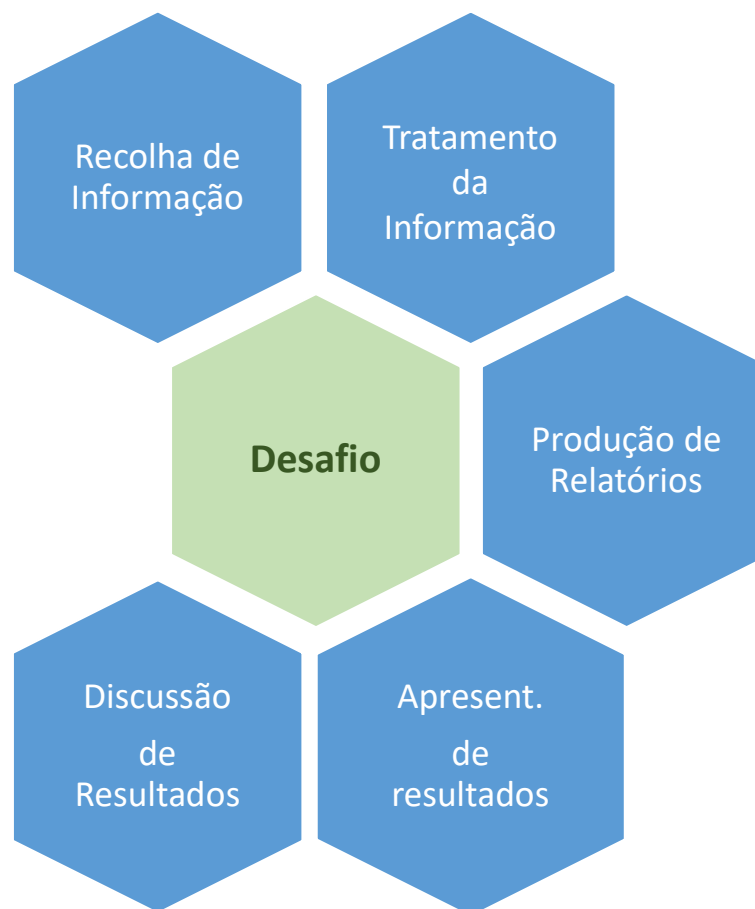 Recolha de
Informação
Tratamento
da
Informação
Desafio
Produção de
Relatórios
Discussão
de
Resultados
Apresent.
de
resultados